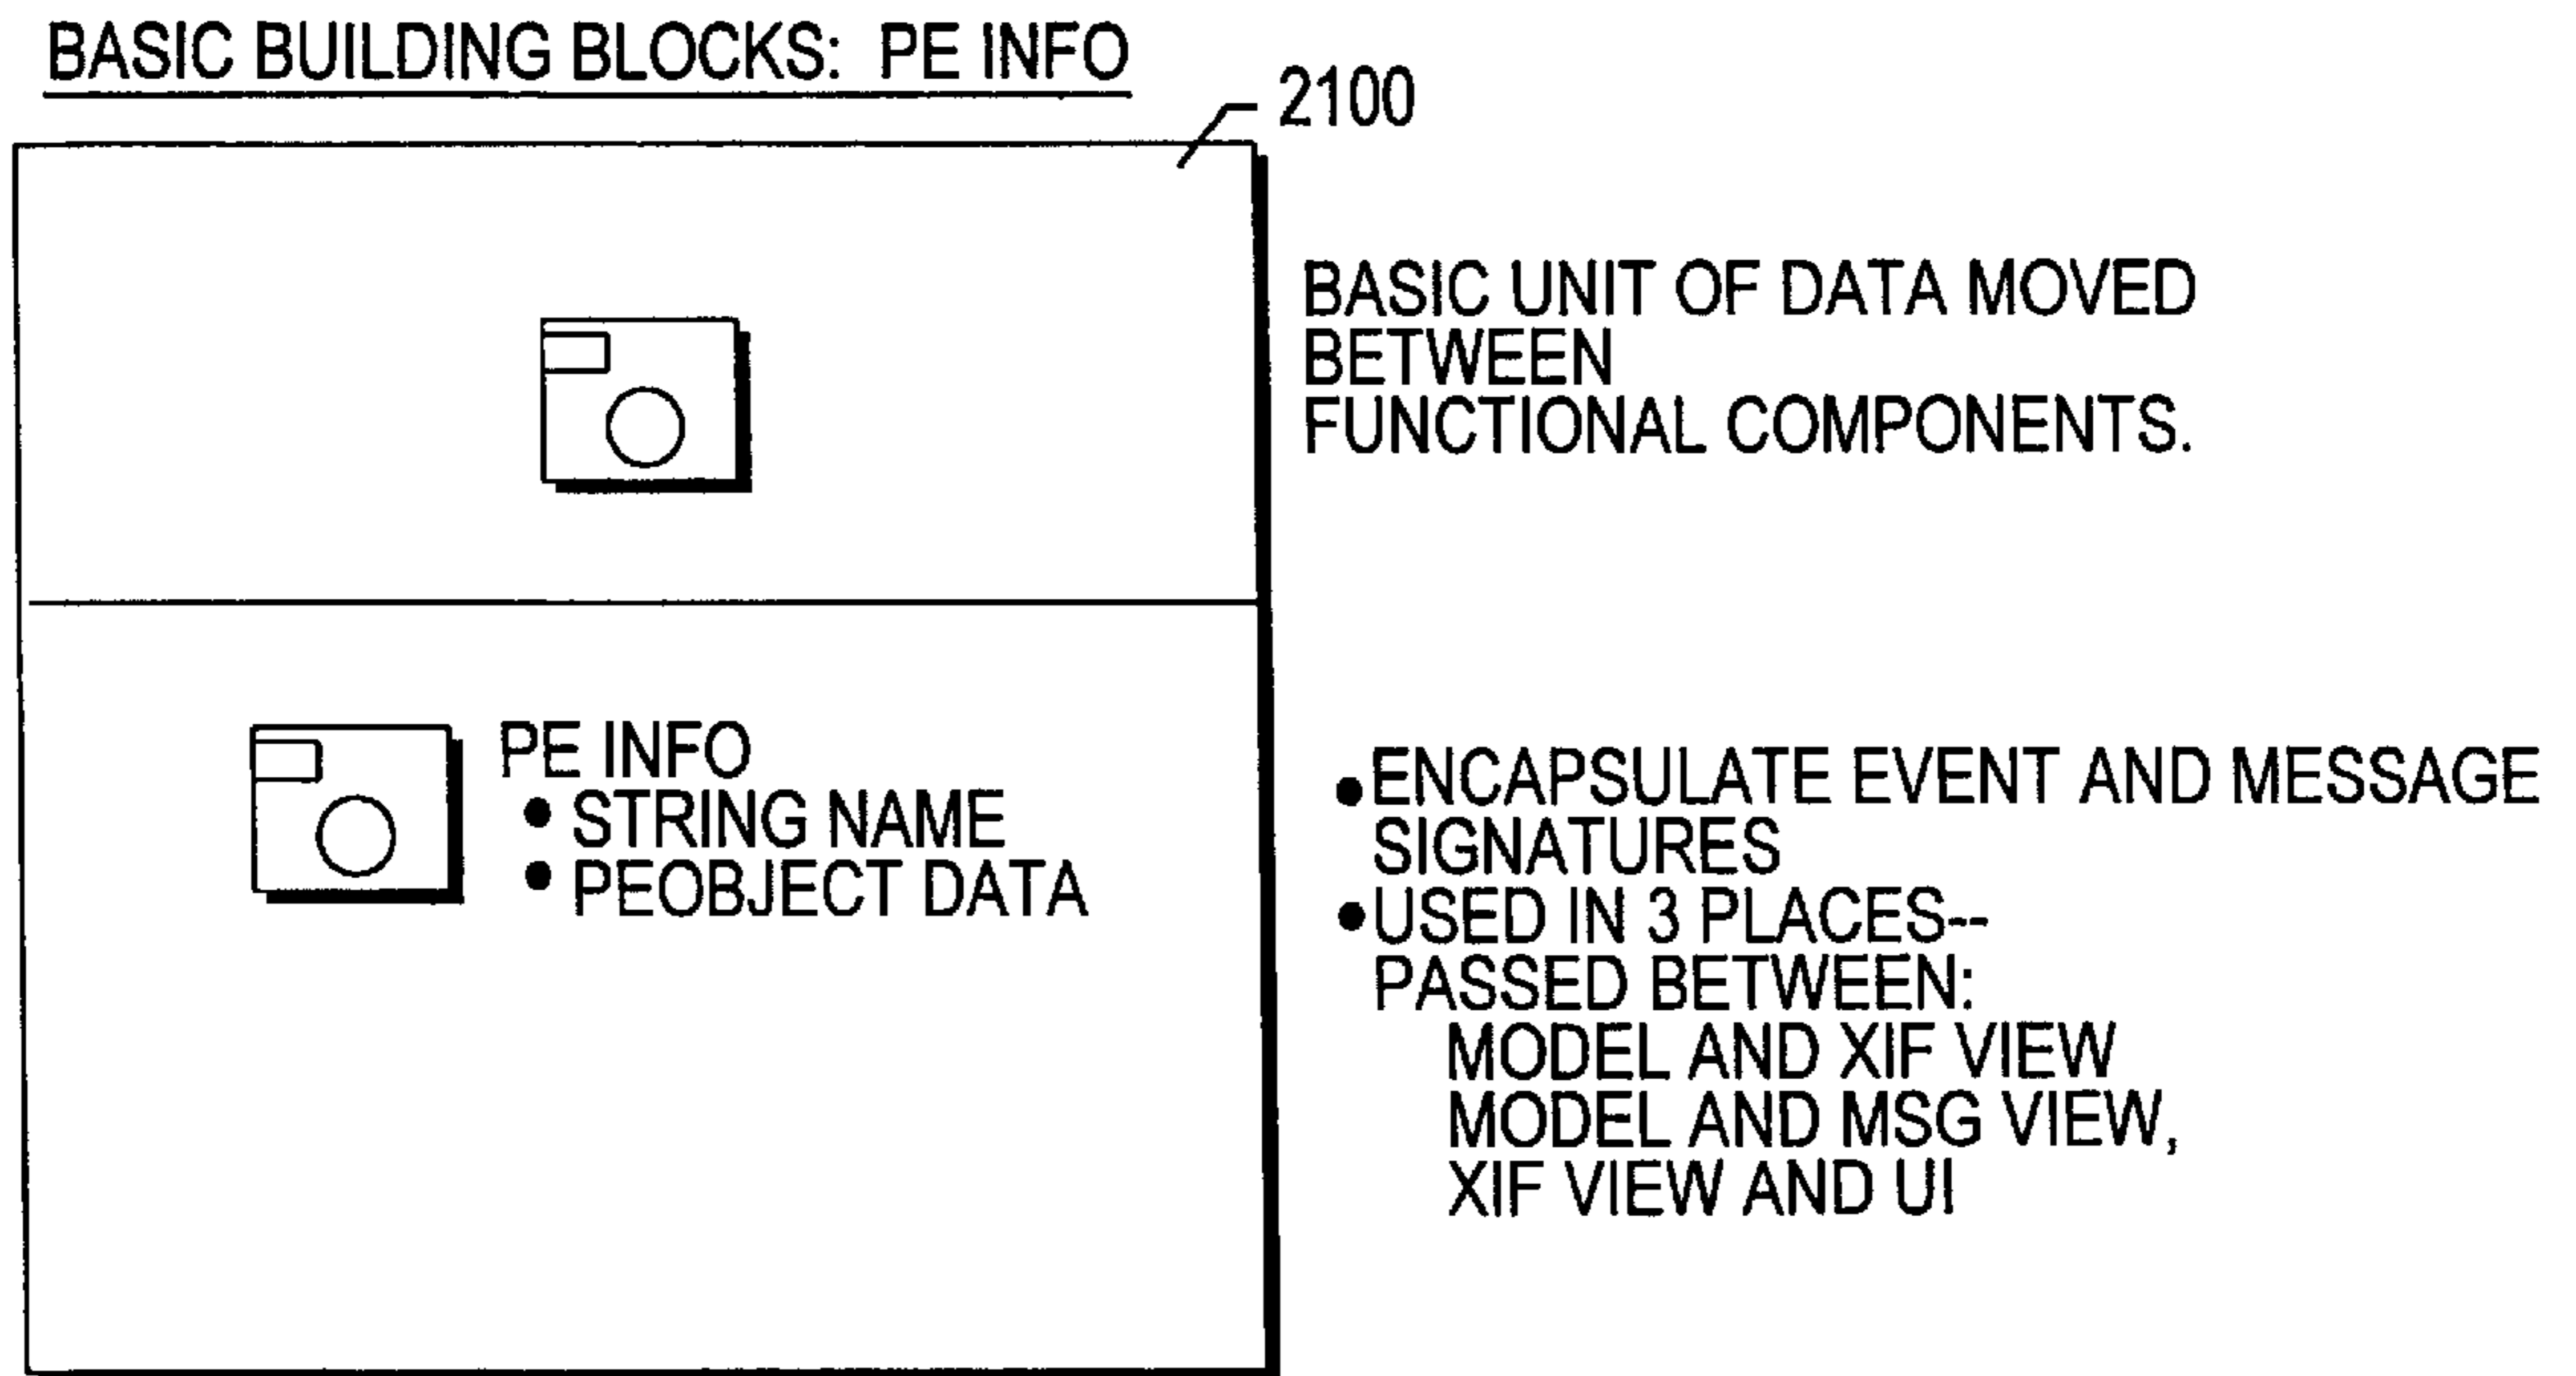 BASIC BUILDING BLOCKS: PE INFO
2100
BASIC UNIT OF DATA MOVED
BETWEEN
FUNCTIONAL COMPONENTS.
PE INFO
• STRING NAME
• PEOBJECT DATA
•ENCAPSULATE EVENT AND MESSAGE
SIGNATURES
•USED IN 3 PLACES--
PASSED BETWEEN:
MODEL AND XIF VIEW
MODEL AND MSG VIEW,
XIF VIEW AND UI